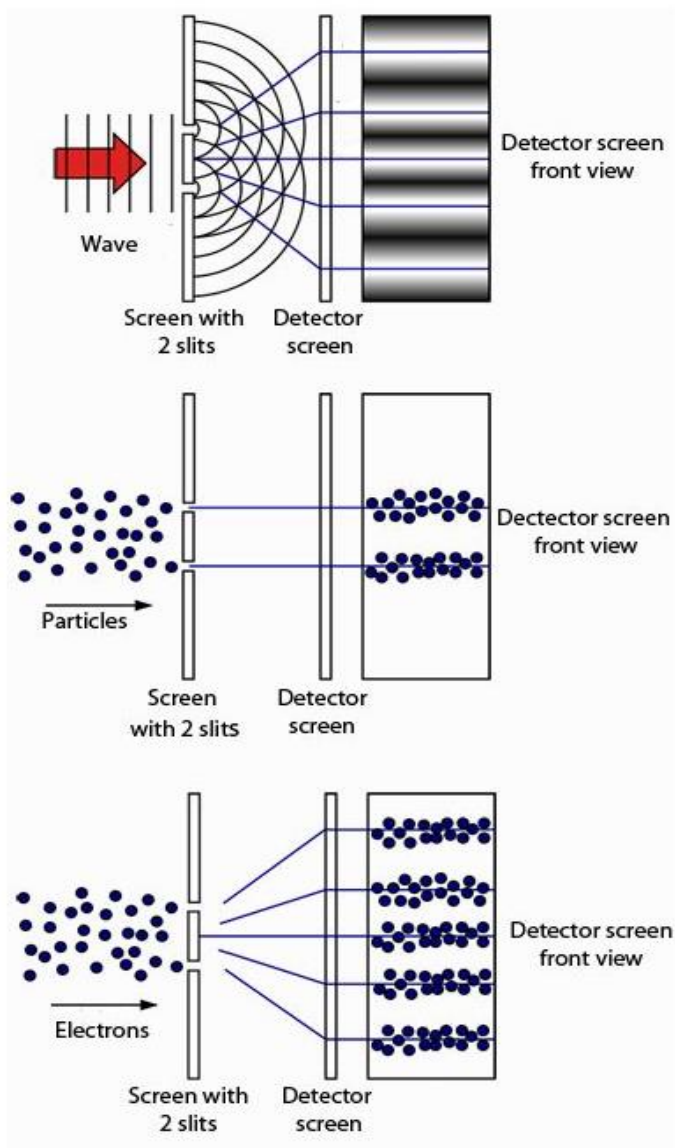 Detector screen
front view
Wave
Screen with
2 slits
Detector
screen
Dectector screen
front view
Particles
Screen
with 2 slits
Detector
screen
Detector screen
front view
Electrons
Screen with
2 slits
Detector
screen